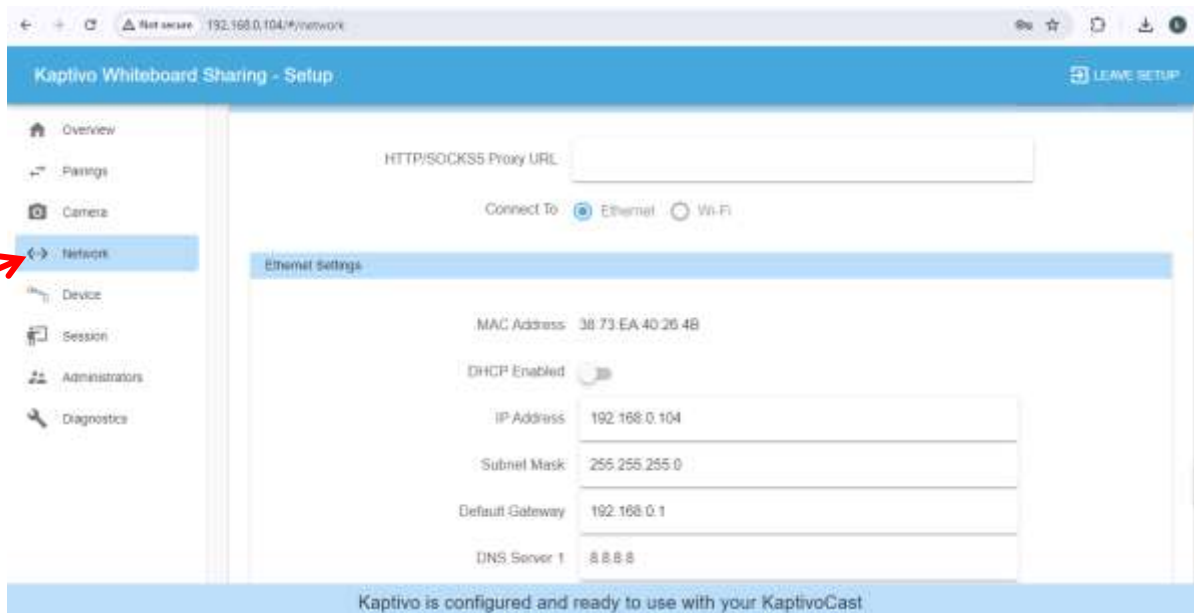 Not secure 192.168.0.104/#/network
Kaptivo Whiteboard Sharing - Setup
LEAVE SETUP
Overview
Pairings
Camera
Network
Device
Session
Administrators
Diagnostics
HTTP/SOCKS5 Proxy URL
Connect To Ethernet Wi-Fi
Ethernet Settings
MAC Address 38:73:EA:40:26:4B
DHCP Enabled
IP Address 192.168.0.104
Subnet Mask 255.255.255.0
Default Gateway 192.168.0.1
DNS Server 1 8.8.8.8
Kaptivo is configured and ready to use with your KaptivoCast